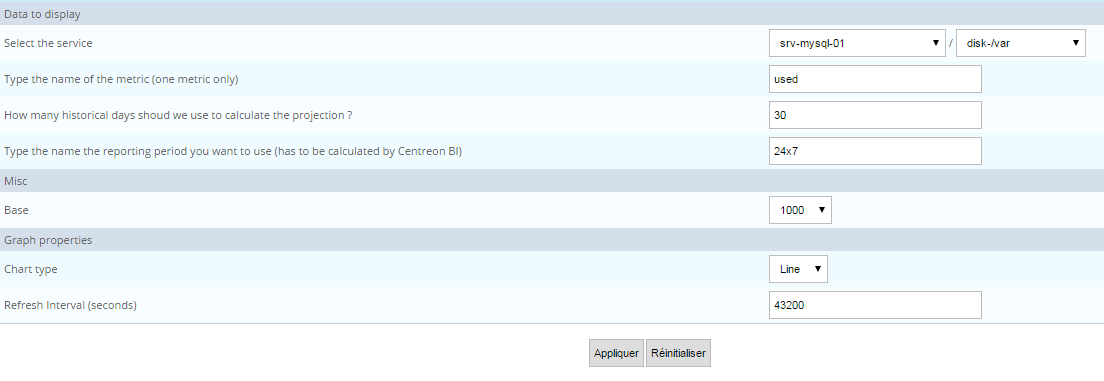 Data to display
Select the service srv-mysql-01 / disk-/var
Type the name of the metric (one metric only) used
How many historical days shoud we use to calculate the projection ? 30
Type the name the reporting period you want to use (has to be calculated by Centreon BI) 24x7
Misc
Base 1000
Graph properties
Chart type Line
Refresh Interval (seconds) 43200
Appliquer Réinitialiser